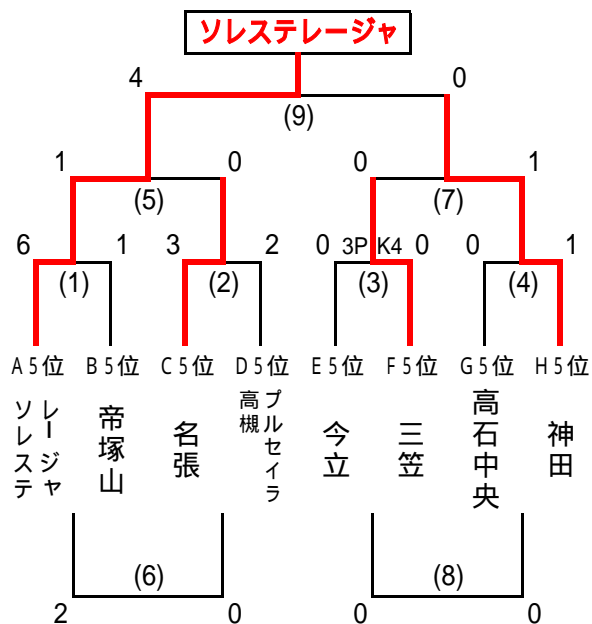 ソレステレージャ
4
0
(9)
1
0
0
1
(5)
(7)
6
1
3
2
0
3PK4
0
0
1
(1)
(2)
(3)
(4)
A5位
B5位
C5位
D5位
E5位
F5位
G5位
H5位
ソレステ
レージャ
帝塚山
名張
高槻
プルセイラ
今立
三笠
高石中央
神田
(6)
(8)
2
0
0
0